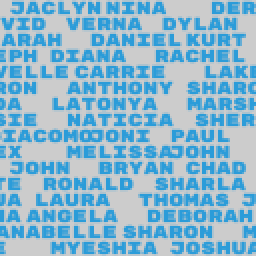 JACLYN NINA DER
VID VERNA DYLAN
ARAH DANIEL KURT
EPH DIANA RACHEL
VELLE CARRIE LAKE
RON ANTHONY SHARO
DA LATONYA MARSH
SIE NATICIA SHER
GIACOMO JONI PAUL
EX MELISSA JOHN
JOHN BRYAN CHAD
TE RONALD SHARLA
UA LAURA THOMAS J
NA ANGELA DEBORAH
ANABELLE SHARON M
E MYESHIA JOSHUA